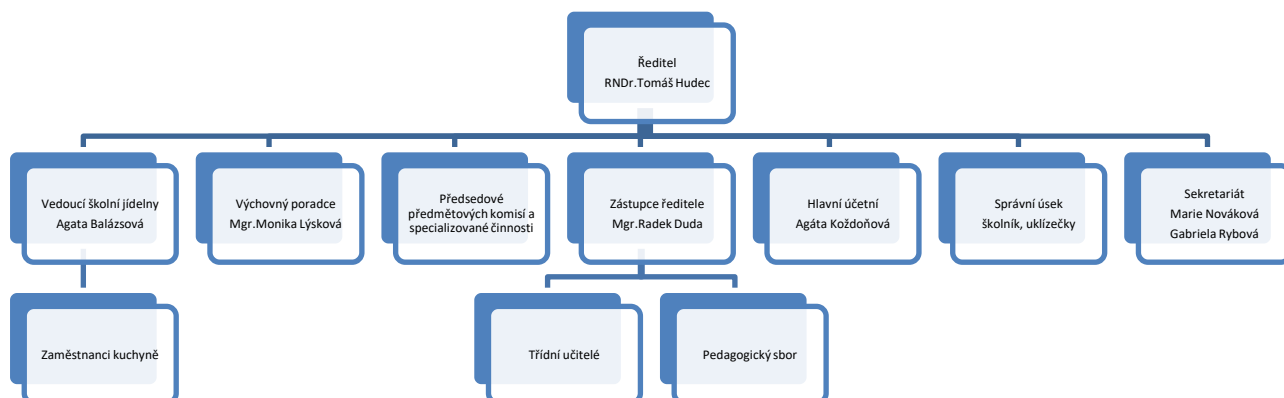 Ředitel
RNDr.Tomáš Hudec
Vedoucí školní jídelny
Agata Balázsová
Výchovný poradce
Mgr.Monika Lýsková
Předsedové
předmětových komisí a
specializované činnosti
Zástupce ředitele
Mgr.Radek Duda
Hlavní účetní
Agáta Koždoňová
Správní úsek
školník, uklízečky
Sekretariát
Marie Nováková
Gabriela Rybová
Zaměstnanci kuchyně
Třídní učitelé
Pedagogický sbor